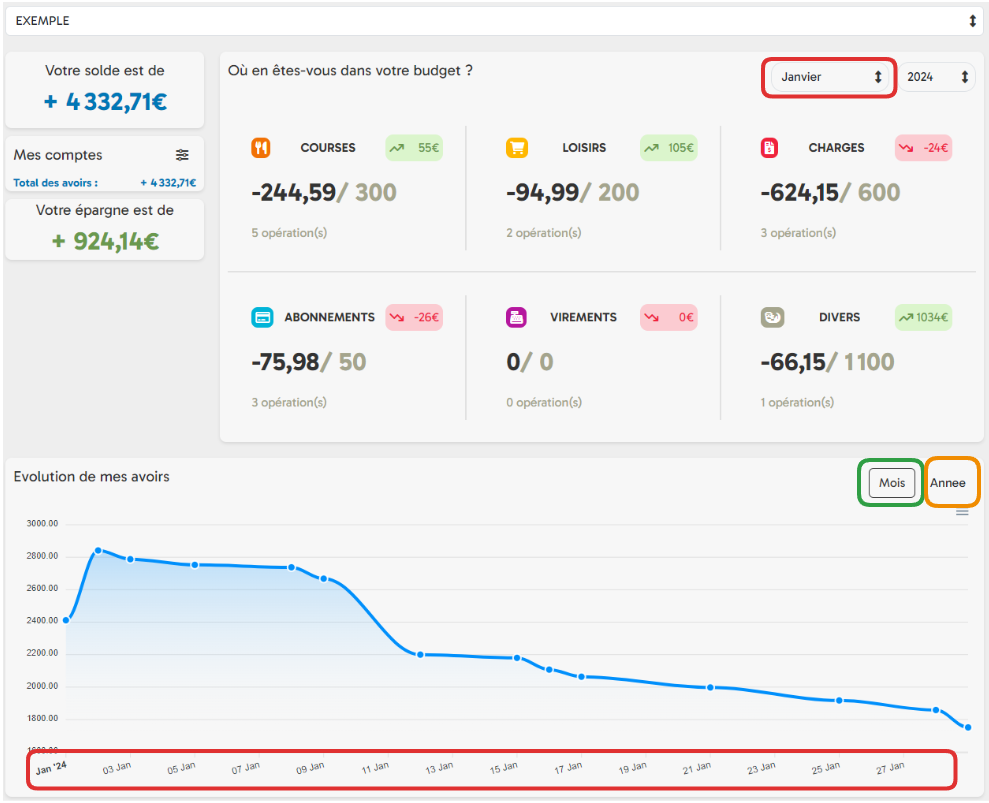 EXEMPLE
Votre solde est de
+ 4 332,71€
Mes comptes
Total des avoirs : + 4 332,71€
Votre épargne est de
+ 924,14€
Où en êtes-vous dans votre budget ?
Janvier 2024
COURSES 55€
-244,59/ 300
5 opération(s)
LOISIRS 105€
-94,99/ 200
2 opération(s)
CHARGES -24€
-624,15/ 600
3 opération(s)
ABONNEMENTS -26€
-75,98/ 50
3 opération(s)
VIREMENTS 0€
0/ 0
0 opération(s)
DIVERS 1034€
-66,15/ 1100
1 opération(s)
Evolution de mes avoirs
Mois Annee
3000.00
2800.00
2600.00
2400.00
2200.00
2000.00
1800.00
1600.00
Jan '24 03 Jan 05 Jan 07 Jan 09 Jan 11 Jan 13 Jan 15 Jan 17 Jan 19 Jan 21 Jan 23 Jan 25 Jan 27 Jan